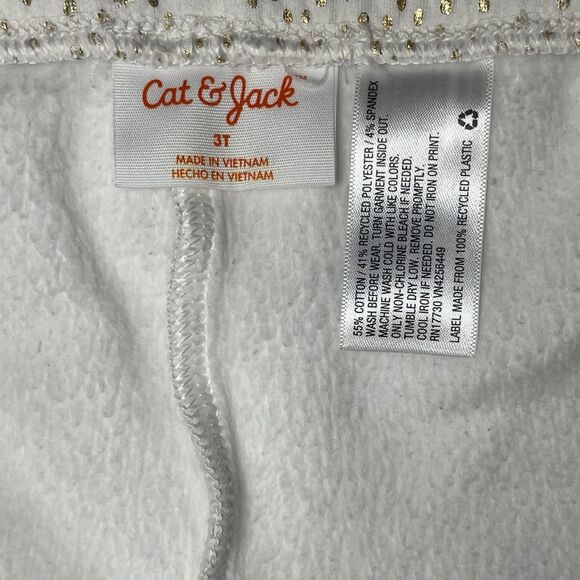 Cat & Jack™
3T
MADE IN VIETNAM
HECHO EN VIETNAM
55% COTTON / 41% RECYCLED POLYESTER / 4% SPANDEX
WASH BEFORE WEAR. TURN GARMENT INSIDE OUT.
MACHINE WASH COLD WITH LIKE COLORS.
ONLY NON-CHLORINE BLEACH IF NEEDED.
TUMBLE DRY LOW. REMOVE PROMPTLY.
COOL IRON IF NEEDED. DO NOT IRON ON PRINT.
RN17730 VN4256449
LABEL MADE FROM 100% RECYCLED PLASTIC